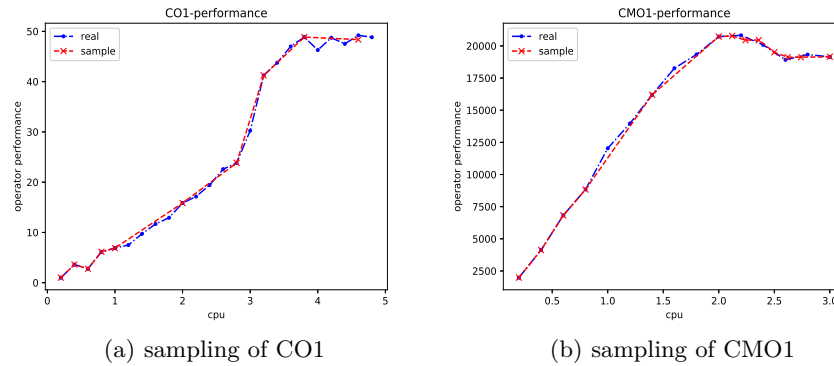 CO1-performance
real
sample
operator performance
50
40
30
20
10
0
0
1
2
3
4
5
cpu
(a) sampling of CO1
CMO1-performance
real
sample
operator performance
20000
17500
15000
12500
10000
7500
5000
2500
0.5
1.0
1.5
2.0
2.5
3.0
cpu
(b) sampling of CMO1